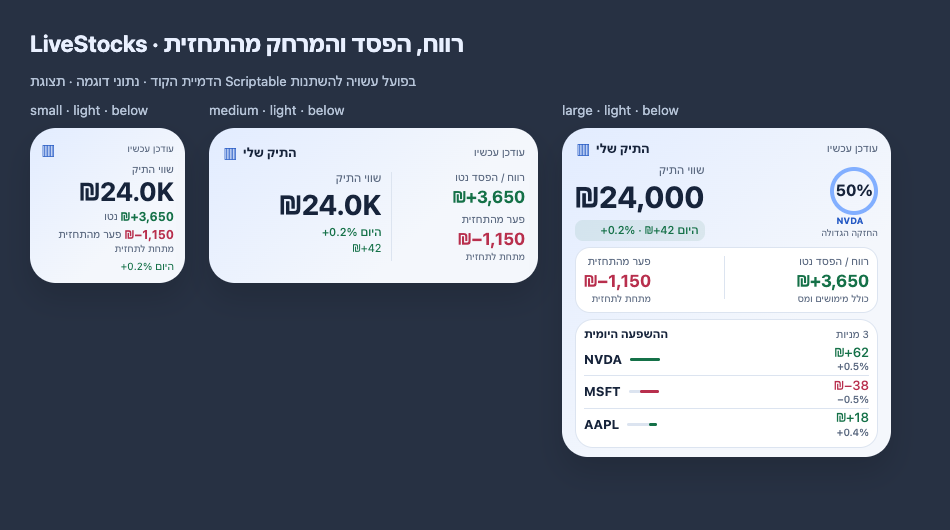 LiveStocks · רווח, הפסד והמרחק מהתחזית
הדמיית הקוד · נתוני דוגמה · תצוגת Scriptable בפועל עשויה להשתנות
small · light · below
עודכן עכשיו
שווי התיק
₪24.0K
₪+3,650 נטו
₪−1,150 פער מהתחזית
מתחת לתחזית
היום +0.2%
medium · light · below
התיק שלי
עודכן עכשיו
שווי התיק
₪24.0K
היום +0.2%
₪+42
רווח / הפסד נטו
₪+3,650
פער מהתחזית
₪−1,150
מתחת לתחזית
large · light · below
התיק שלי
עודכן עכשיו
שווי התיק
₪24,000
היום ₪+42 · +0.2%
50%
NVDA
החזקה הגדולה
פער מהתחזית
₪−1,150
מתחת לתחזית
רווח / הפסד נטו
₪+3,650
כולל מימושים ומס
ההשפעה היומית
3 מניות
NVDA
₪+62
+0.5%
MSFT
₪−38
−0.5%
AAPL
₪+18
+0.4%